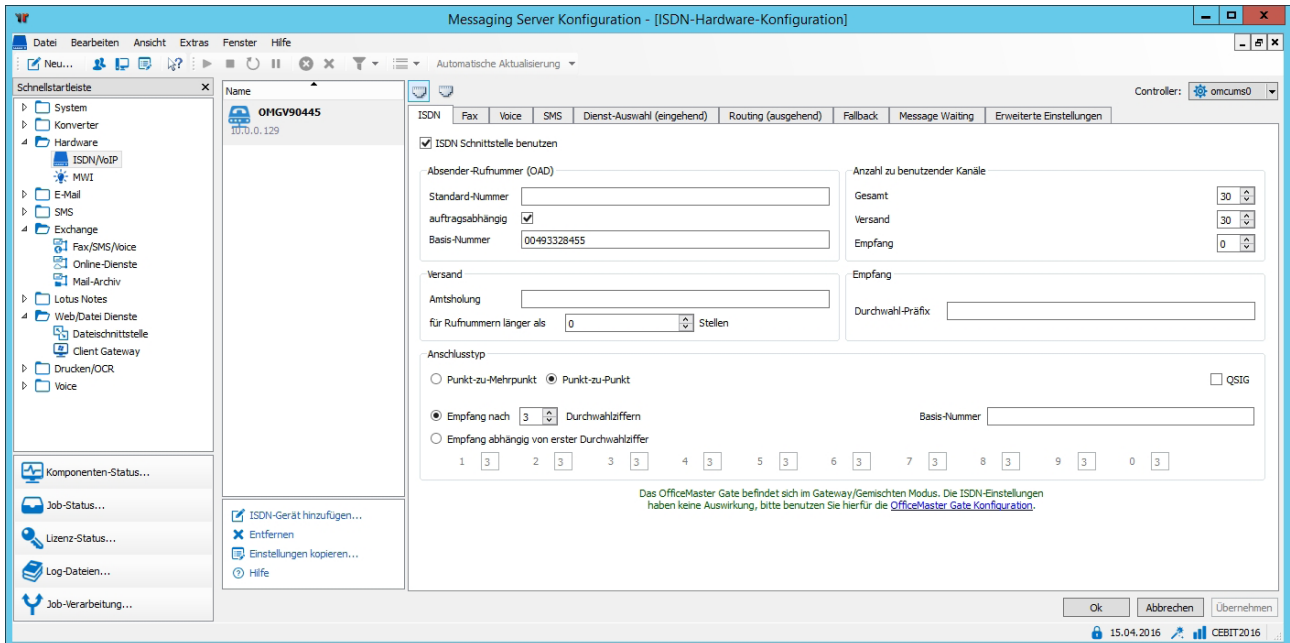 Messaging Server Konfiguration - [ISDN-Hardware-Konfiguration]
Datei Bearbeiten Ansicht Extras Fenster Hilfe
Neu... Automatische Aktualisierung
Schnellstartleiste
System
Konverter
Hardware
ISDN/VoIP
MWI
E-Mail
SMS
Exchange
Fax/SMS/Voice
Online-Dienste
Mail-Archiv
Lotus Notes
Web/Datei Dienste
Dateischnittstelle
Client Gateway
Drucken/OCR
Voice
Komponenten-Status...
Job-Status...
Lizenz-Status...
Log-Dateien...
Job-Verarbeitung...
Name
OMGV90445
10.0.0.129
ISDN-Gerät hinzufügen...
Entfernen
Einstellungen kopieren...
Hilfe
Controller: omcums0
ISDN Fax Voice SMS Dienst-Auswahl (eingehend) Routing (ausgehend) Fallback Message Waiting Erweiterte Einstellungen
ISDN Schnittstelle benutzen
Absender-Rufnummer (OAD)
Standard-Nummer
auftragsabhängig
Basis-Nummer 00493328455
Anzahl zu benutzender Kanäle
Gesamt 30
Versand 30
Empfang 0
Versand
Amtsholung
für Rufnummern länger als 0 Stellen
Empfang
Durchwahl-Präfix
Anschlusstyp
Punkt-zu-Mehrpunkt Punkt-zu-Punkt QSIG
Empfang nach 3 Durchwahlziffern Basis-Nummer
Empfang abhängig von erster Durchwahlziffer
1 3 2 3 3 3 4 3 5 3 6 3 7 3 8 3 9 3 0 3
Das OfficeMaster Gate befindet sich im Gateway/Gemischten Modus. Die ISDN-Einstellungen
haben keine Auswirkung, bitte benutzen Sie hierfür die OfficeMaster Gate Konfiguration.
Ok Abbrechen Übernehmen
15.04.2016 CEBIT2016